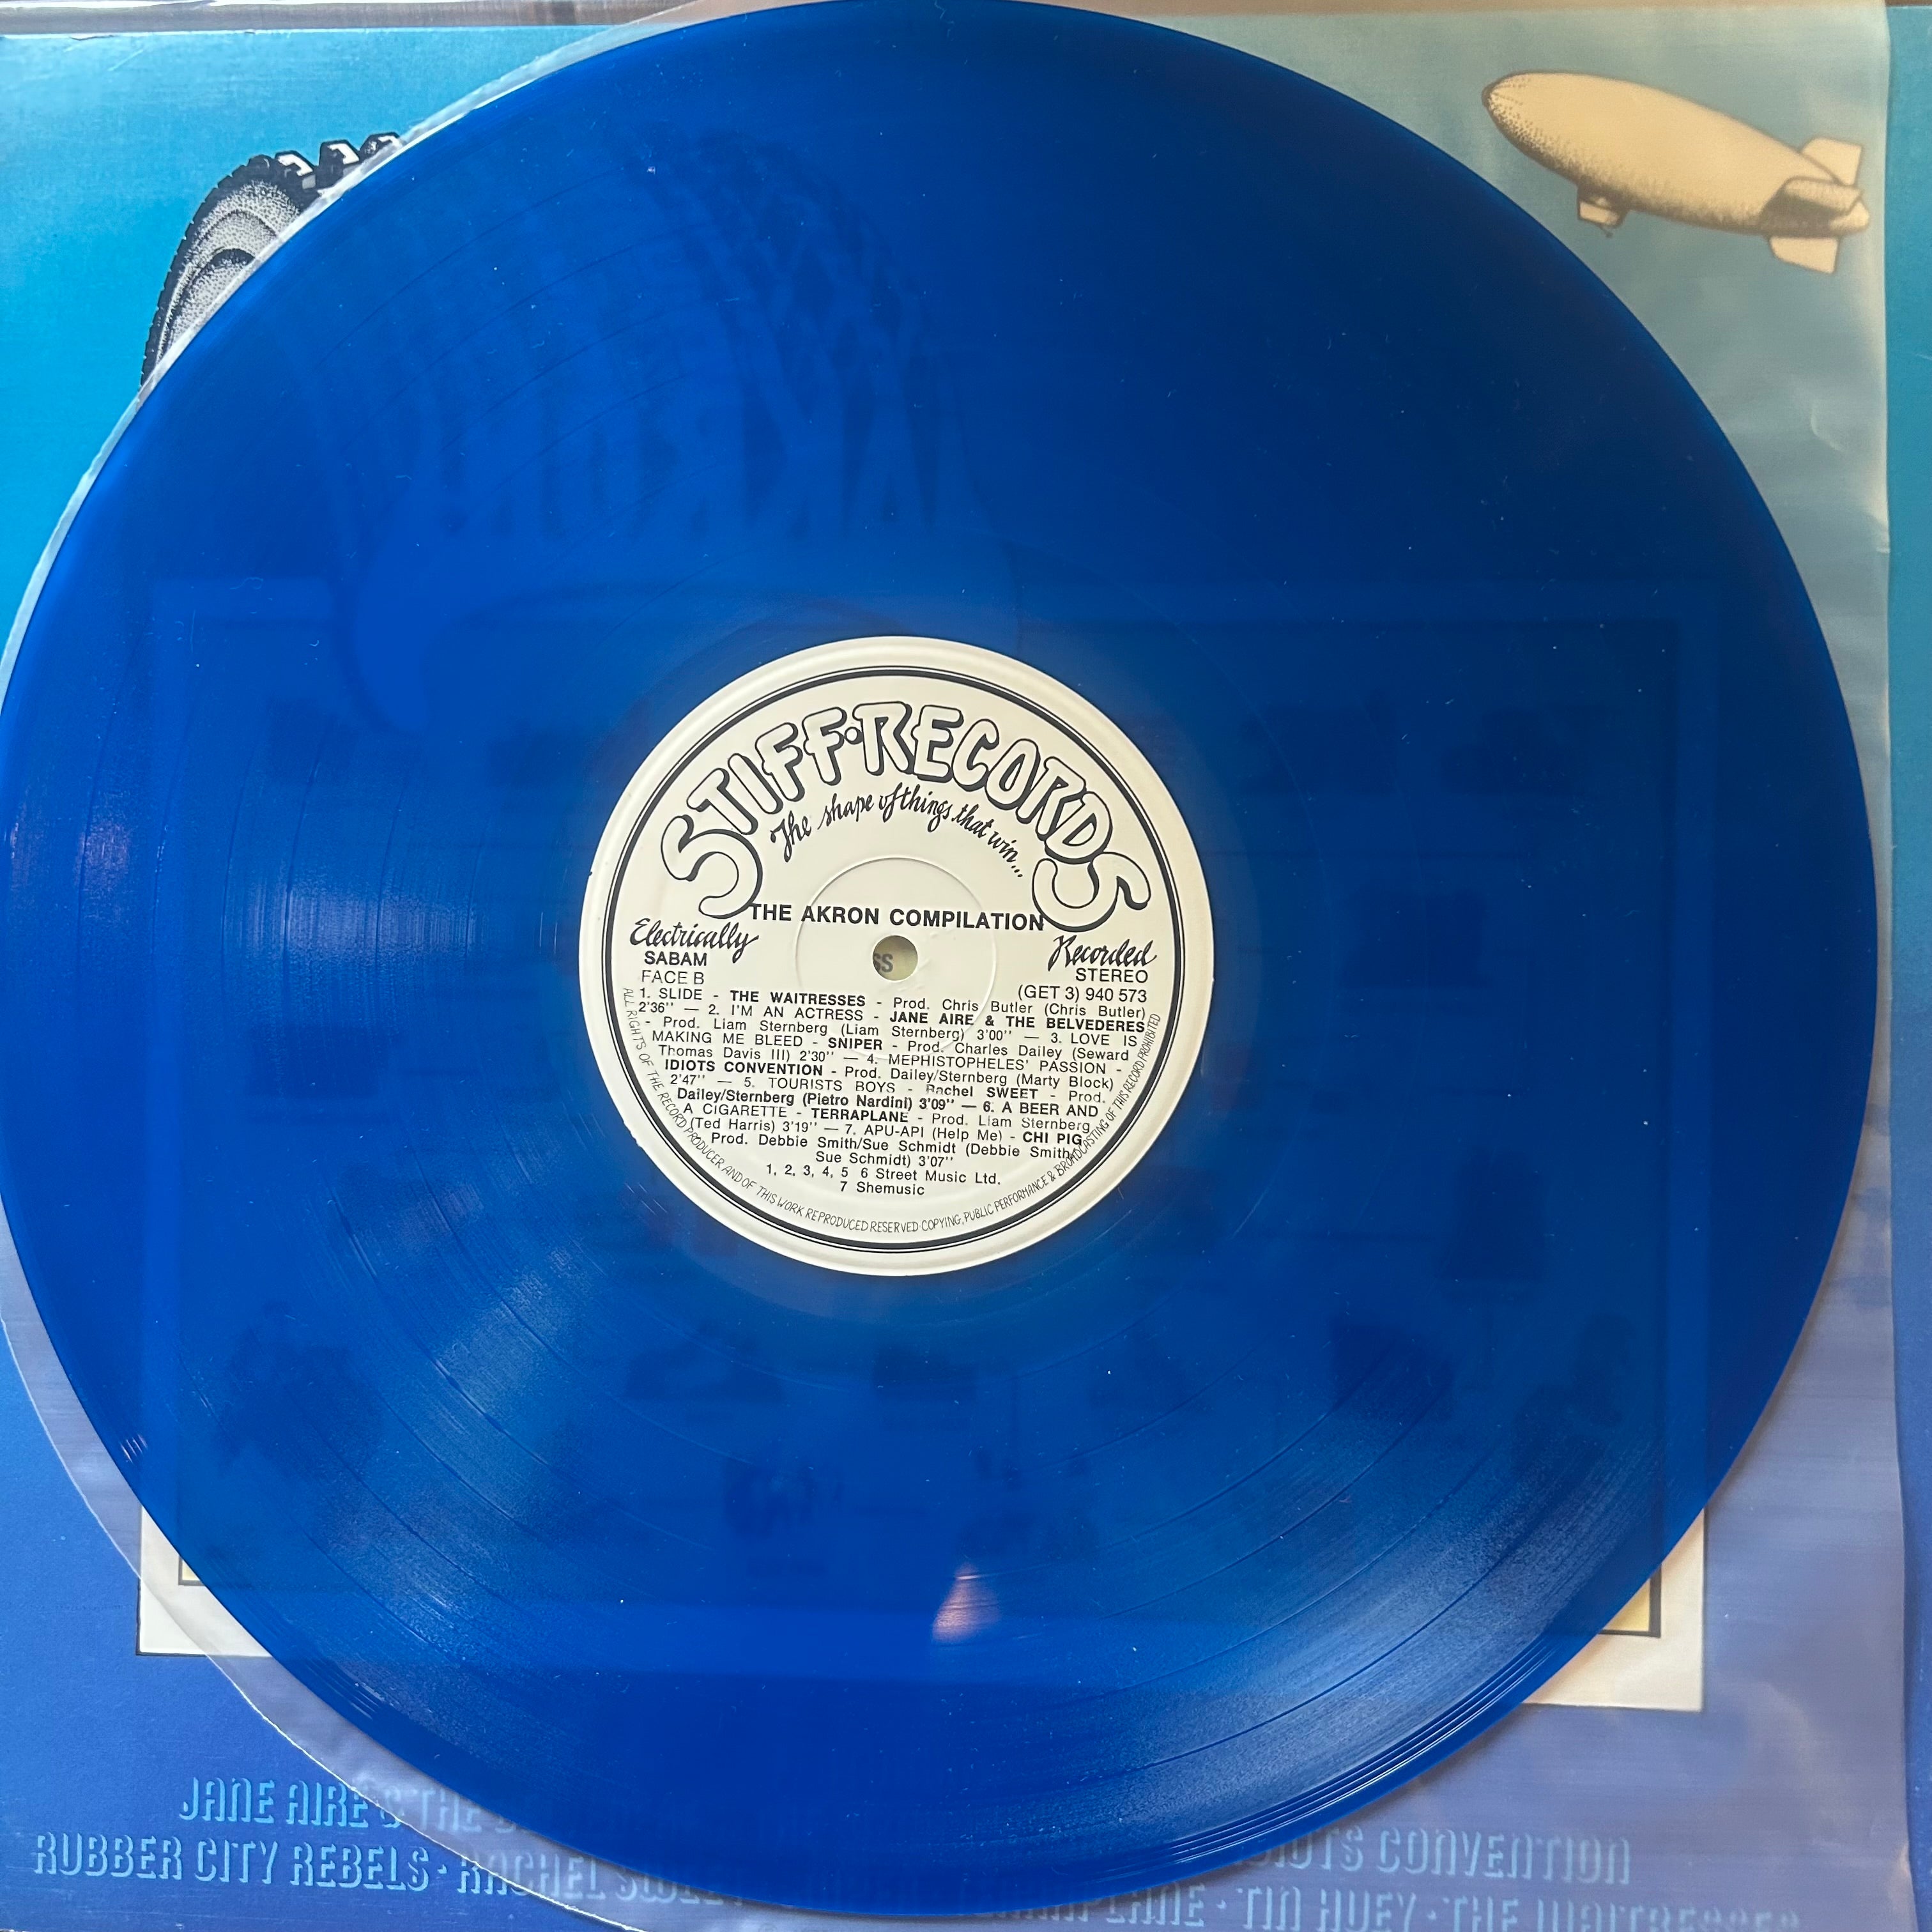 STIFF·RECORDS
The shape of things that win...
THE AKRON COMPILATION
Electrically
Recorded
SABAM
STEREO
FACE B
(GET 3) 940 573
1. SLIDE - THE WAITRESSES - Prod. Chris Butler (Chris Butler)
2'36'' — 2. I'M AN ACTRESS - JANE AIRE & THE BELVEDERES
- Prod. Liam Sternberg (Liam Sternberg) 3'00'' — 3. LOVE IS
MAKING ME BLEED - SNIPER - Prod. Charles Dailey (Seward
Thomas Davis III) 2'30'' — 4. MEPHISTOPHELES' PASSION -
IDIOTS CONVENTION - Prod. Dailey/Sternberg (Marty Block)
2'47'' — 5. TOURISTS BOYS - Rachel SWEET - Prod.
Dailey/Sternberg (Pietro Nardini) 3'09'' — 6. A BEER AND
A CIGARETTE - TERRAPLANE - Prod. Liam Sternberg
(Ted Harris) 3'19'' — 7. APU-API (Help Me) - CHI PIG
Prod. Debbie Smith/Sue Schmidt (Debbie Smith/
Sue Schmidt) 3'07''
1, 2, 3, 4, 5 6 Street Music Ltd.
7 Shemusic
ALL RIGHTS OF THE RECORD PRODUCER AND OF THIS WORK REPRODUCED RESERVED COPYING, PUBLIC PERFORMANCE & BROADCASTING OF THIS RECORD PROHIBITED
JANE AIRE & THE
IDIOTS CONVENTION
RUBBER CITY REBELS · RACHEL SWEET
TIN HUEY · THE WAITRESSES